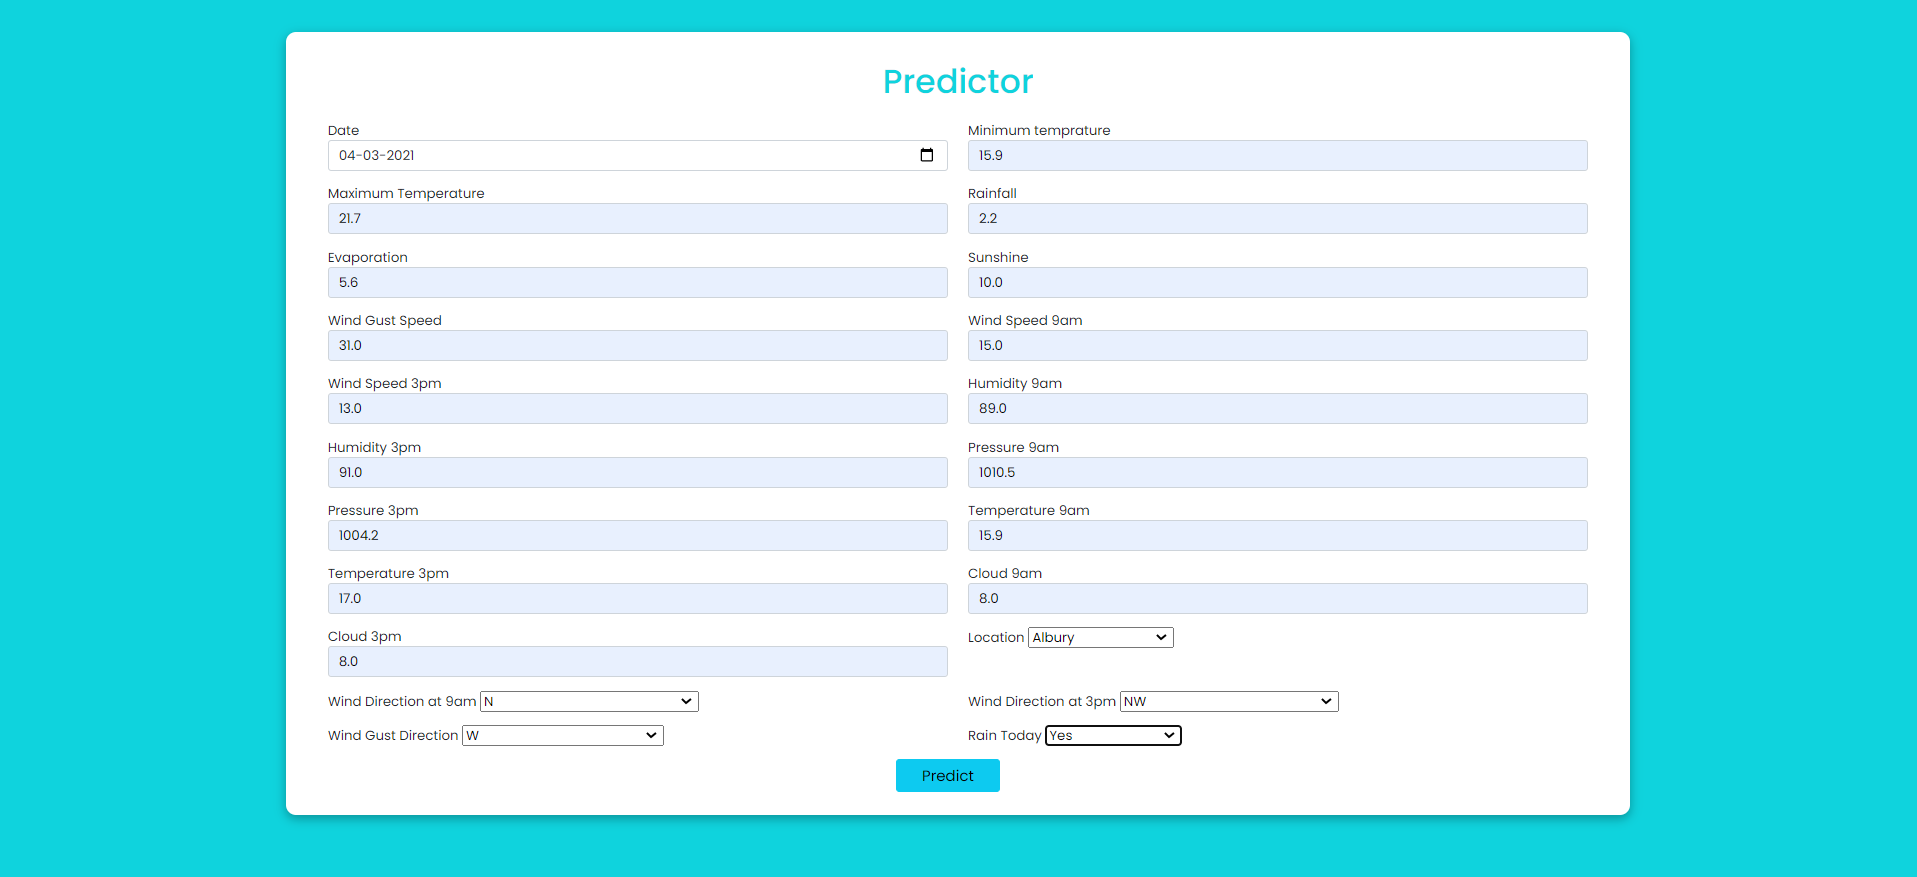 Predictor
Date
Minimum temprature
04-03-2021
15.9
Maximum Temperature
Rainfall
21.7
2.2
Evaporation
Sunshine
5.6
10.0
Wind Gust Speed
Wind Speed 9am
31.0
15.0
Wind Speed 3pm
Humidity 9am
13.0
89.0
Humidity 3pm
Pressure 9am
91.0
1010.5
Pressure 3pm
Temperature 9am
1004.2
15.9
Temperature 3pm
Cloud 9am
17.0
8.0
Cloud 3pm
Location Albury
8.0
Wind Direction at 9am N
Wind Direction at 3pm NW
Wind Gust Direction W
Rain Today Yes
Predict